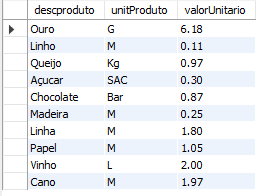 descproduto unitProduto valorUnitario
Ouro G 6.18
Linho M 0.11
Queijo Kg 0.97
Açucar SAC 0.30
Chocolate Bar 0.87
Madeira M 0.25
Linha M 1.80
Papel M 1.05
Vinho L 2.00
Cano M 1.97